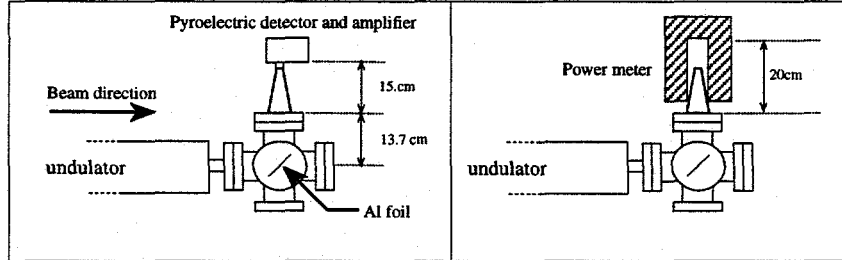 Pyroelectric detector and amplifier
15.cm
Beam direction
13.7 cm
undulator
Al foil
Power meter
20cm
undulator